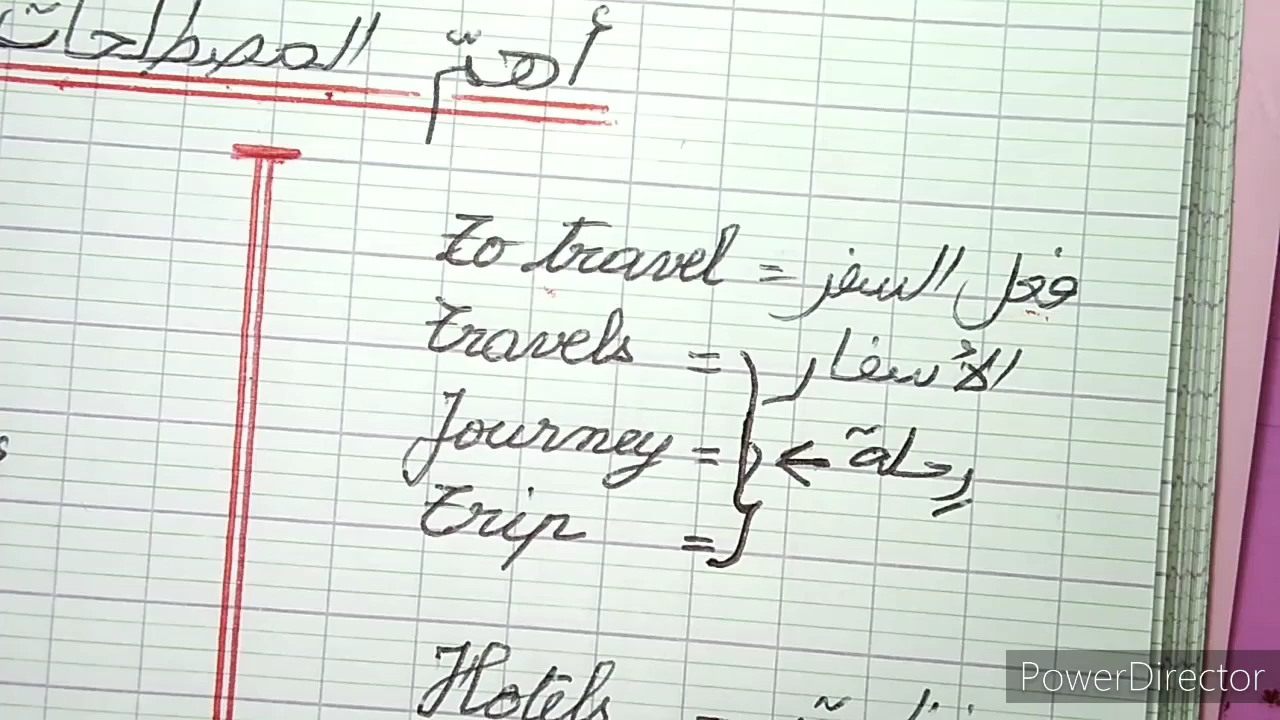 أهمّ المصطلحات
to travel = فعل السفر
travels = الأسفار
Journey = } ← رحلة
trip =
Hotels
PowerDirector